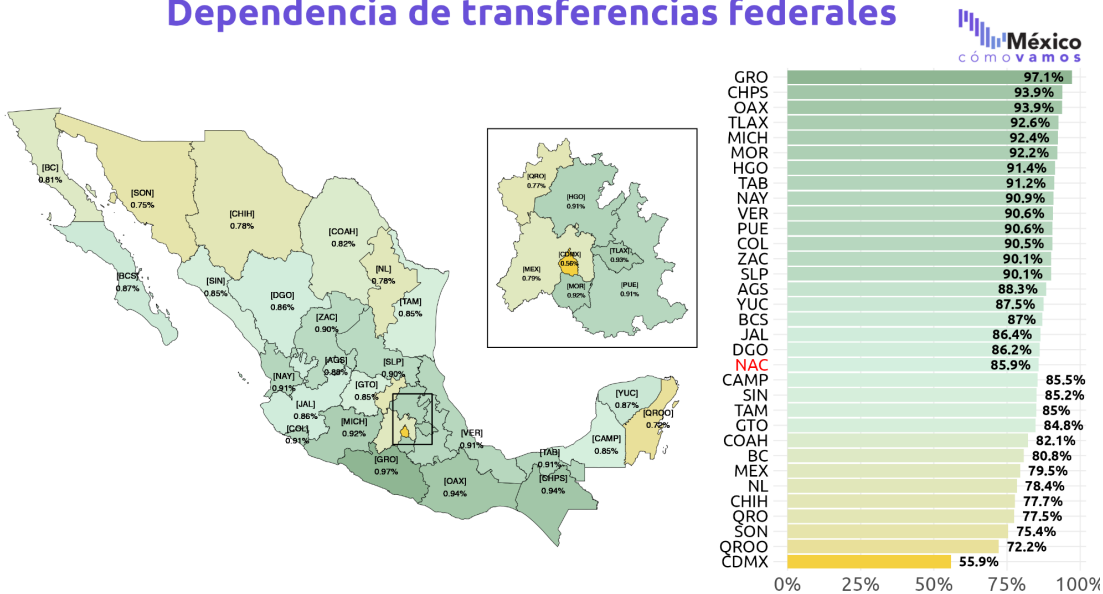 Dependencia de transferencias federales
México
cómovamos
[BC]
0.81%
[SON]
0.75%
[CHIH]
0.78%
[COAH]
0.82%
[NL]
0.78%
[TAM]
0.85%
[BCS]
0.87%
[SIN]
0.85%
[DGO]
0.86%
[ZAC]
0.90%
[AGS]
0.88%
[SLP]
0.90%
[NAY]
0.91%
[GTO]
0.85%
[JAL]
0.86%
[COL]
0.91%
[MICH]
0.92%
[GRO]
0.97%
[OAX]
0.94%
[VER]
0.91%
[TAB]
0.91%
[CHPS]
0.94%
[CAMP]
0.85%
[YUC]
0.87%
[QROO]
0.72%
[QRO]
0.77%
[HGO]
0.91%
[MEX]
0.79%
[CDMX]
0.56%
[TLAX]
0.93%
[MOR]
0.92%
[PUE]
0.91%
GRO 97.1%
CHPS 93.9%
OAX 93.9%
TLAX 92.6%
MICH 92.4%
MOR 92.2%
HGO 91.4%
TAB 91.2%
NAY 90.9%
VER 90.6%
PUE 90.6%
COL 90.5%
ZAC 90.1%
SLP 90.1%
AGS 88.3%
YUC 87.5%
BCS 87%
JAL 86.4%
DGO 86.2%
NAC 85.9%
CAMP 85.5%
SIN 85.2%
TAM 85%
GTO 84.8%
COAH 82.1%
BC 80.8%
MEX 79.5%
NL 78.4%
CHIH 77.7%
QRO 77.5%
SON 75.4%
QROO 72.2%
CDMX 55.9%
0% 25% 50% 75% 100%